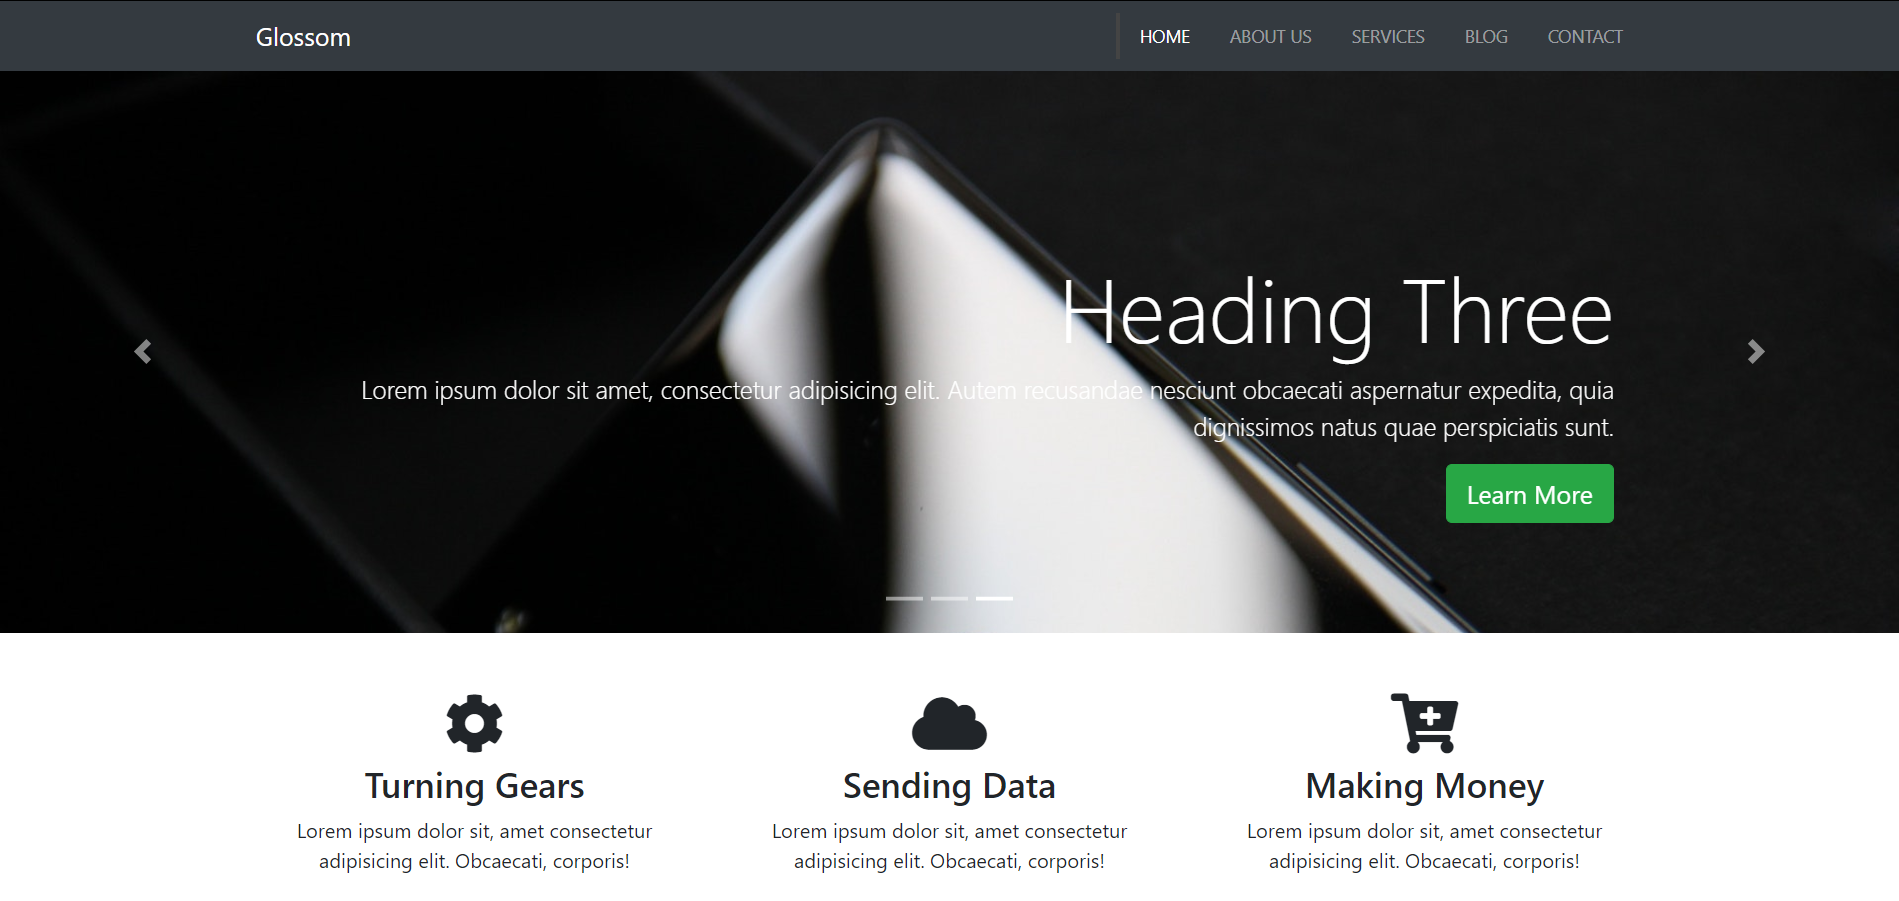 Glossom
HOME
ABOUT US
SERVICES
BLOG
CONTACT
Heading Three
Lorem ipsum dolor sit amet, consectetur adipisicing elit. Autem recusandae nesciunt obcaecati aspernatur expedita, quia
dignissimos natus quae perspiciatis sunt.
Learn More
Turning Gears
Lorem ipsum dolor sit, amet consectetur
adipisicing elit. Obcaecati, corporis!
Sending Data
Lorem ipsum dolor sit, amet consectetur
adipisicing elit. Obcaecati, corporis!
Making Money
Lorem ipsum dolor sit, amet consectetur
adipisicing elit. Obcaecati, corporis!